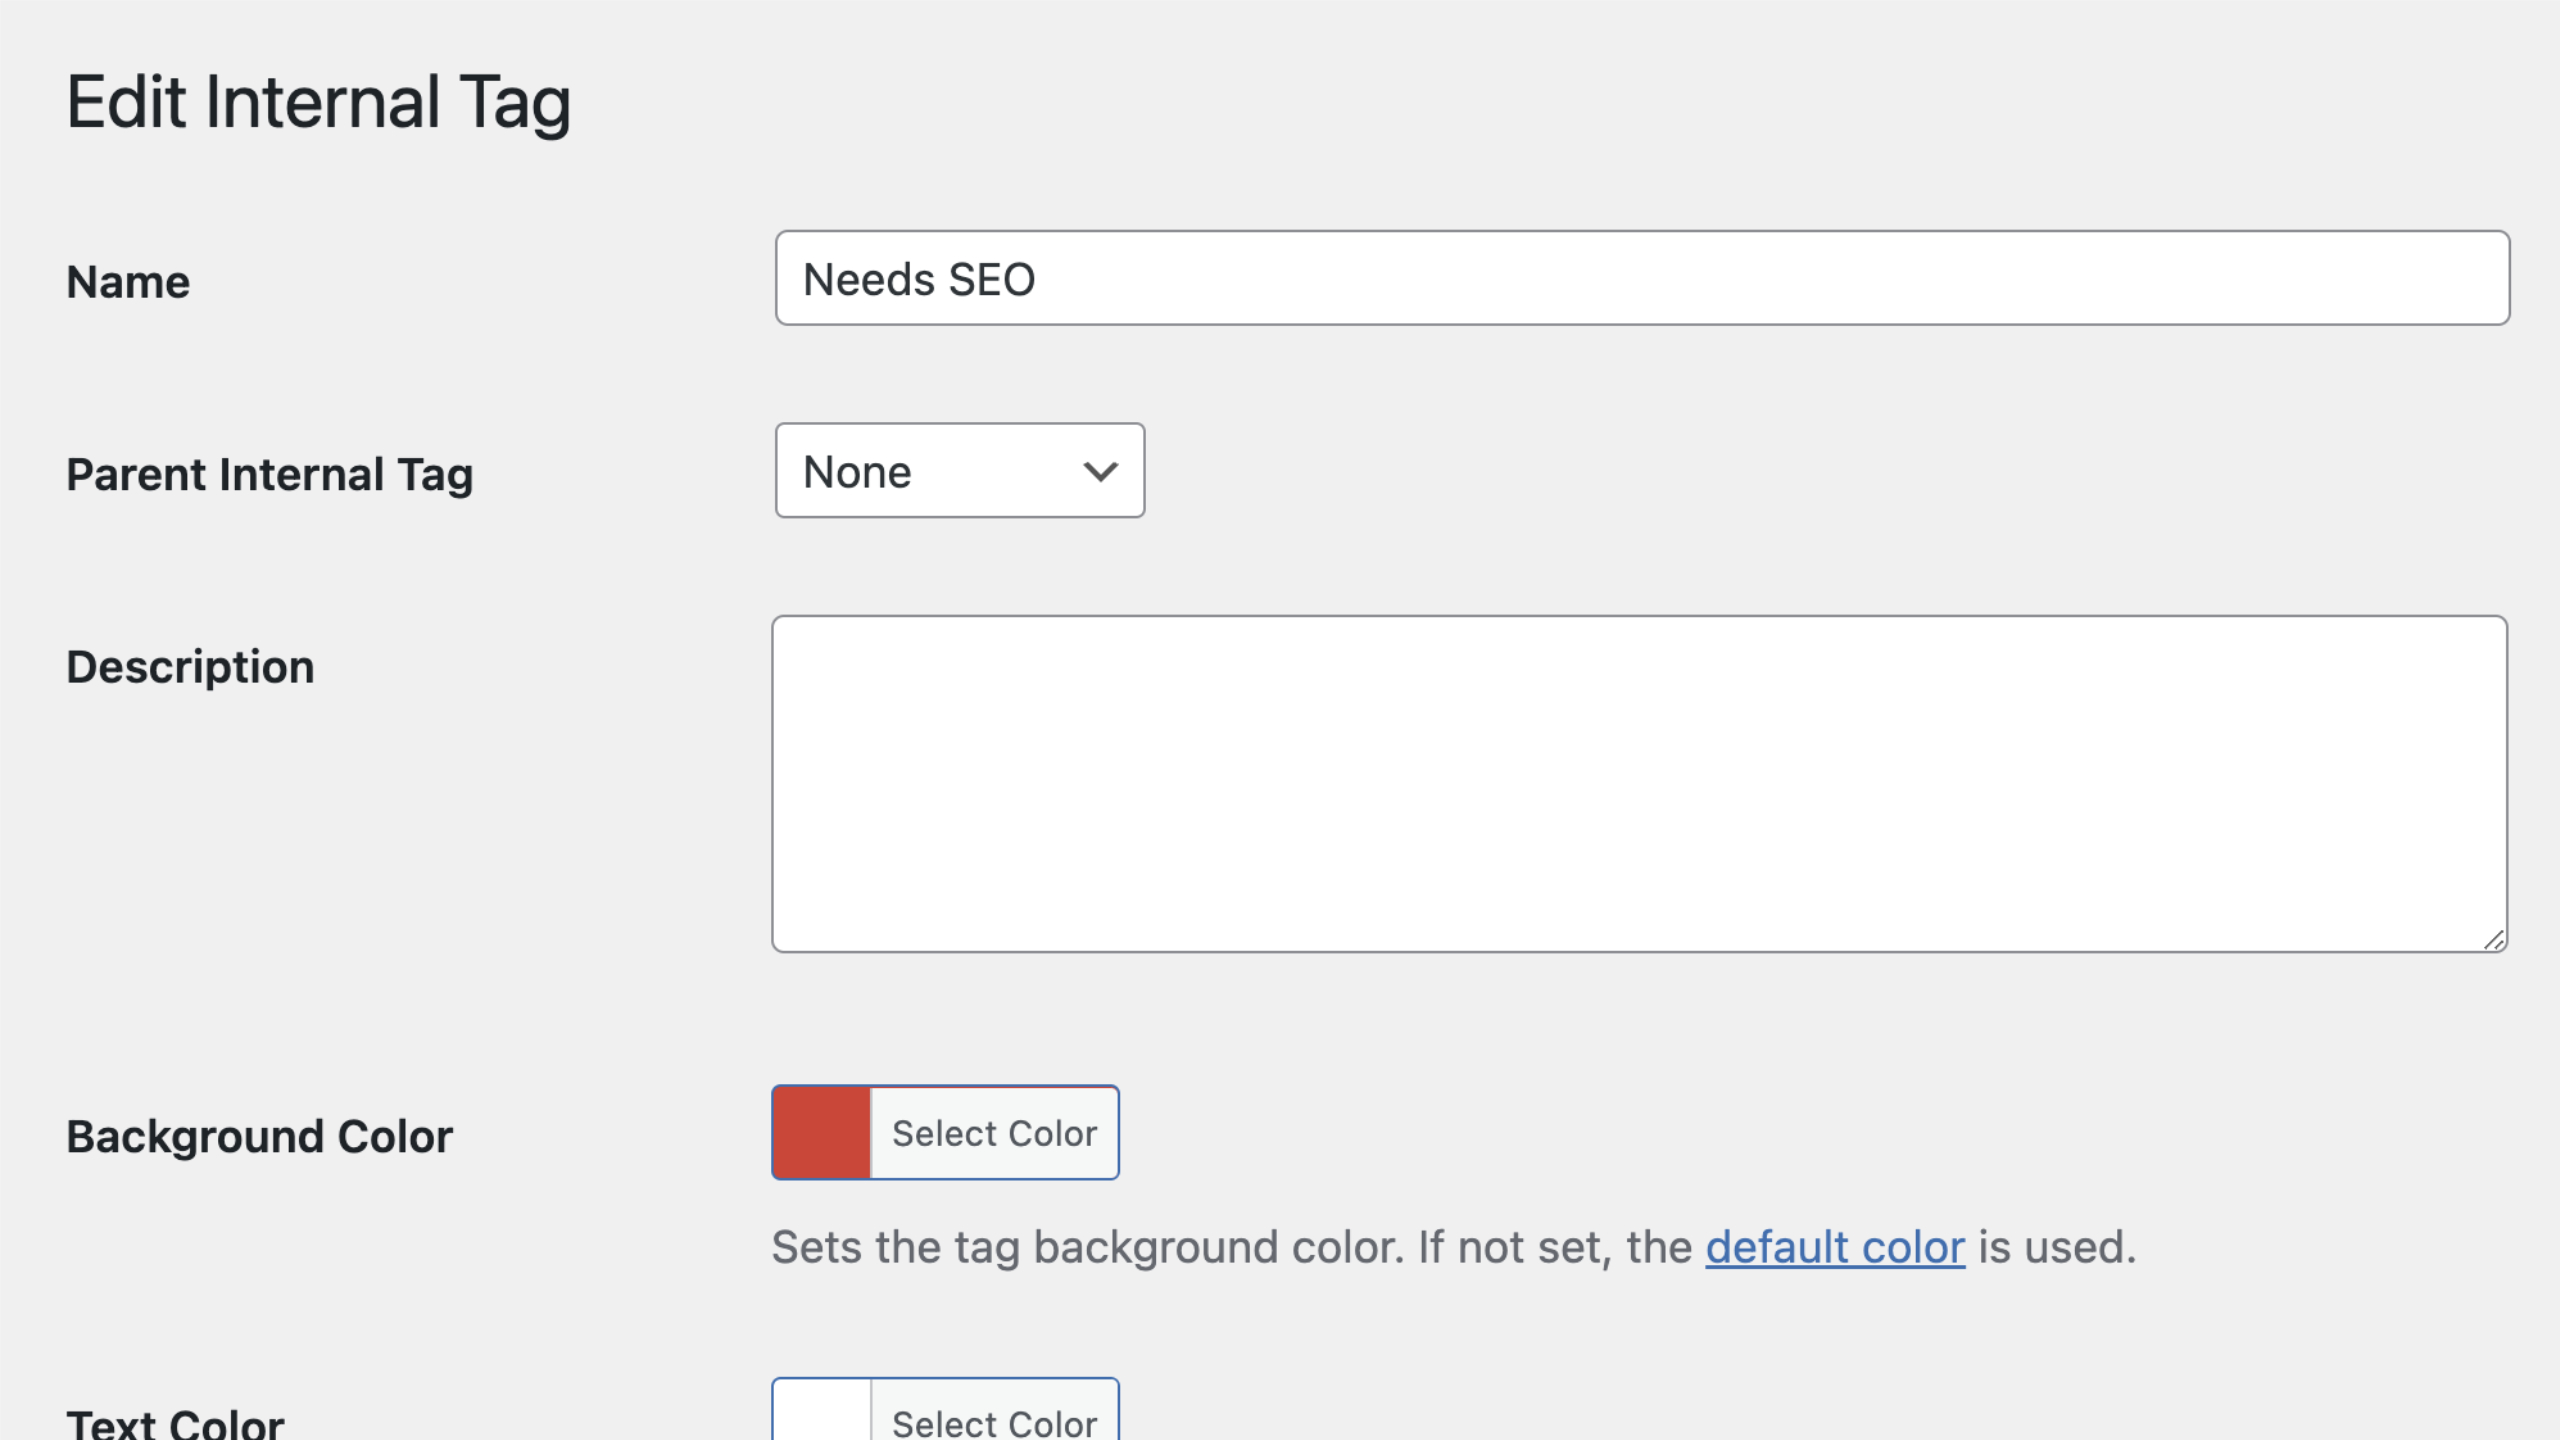 Edit Internal Tag
Name
Needs SEO
Parent Internal Tag
None
Description
Background Color
Select Color
Sets the tag background color. If not set, the default color is used.
Text Color
Select Color